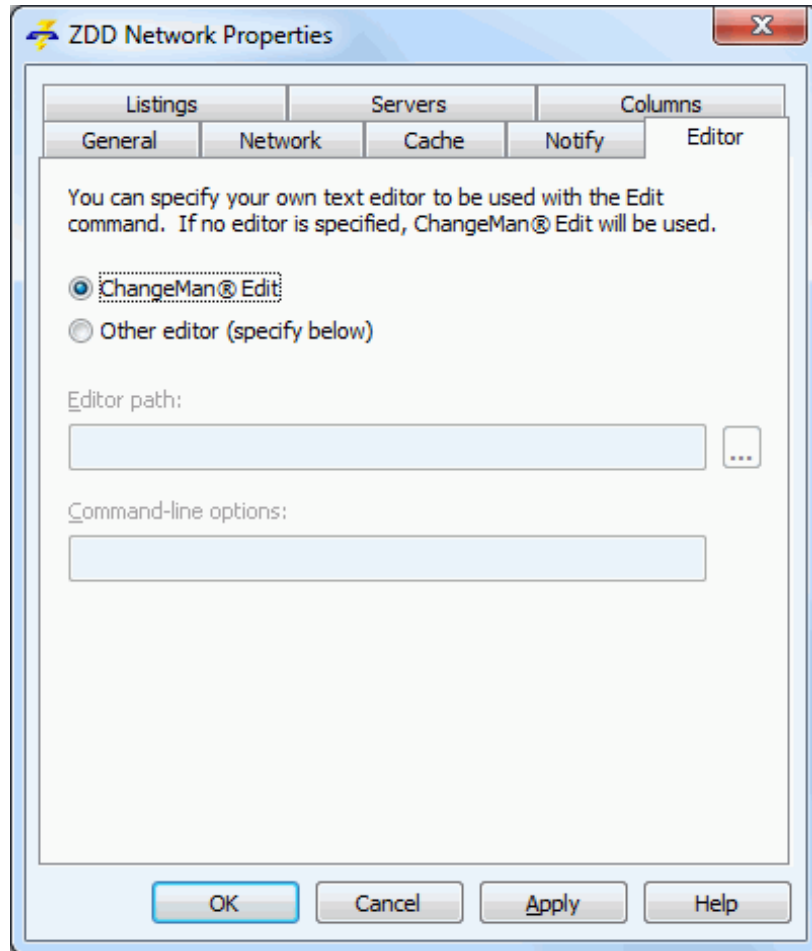 ZDD Network Properties
Listings Servers Columns
General Network Cache Notify Editor
You can specify your own text editor to be used with the Edit
command. If no editor is specified, ChangeMan® Edit will be used.
ChangeMan® Edit
Other editor (specify below)
Editor path:
...
Command-line options:
OK Cancel Apply Help